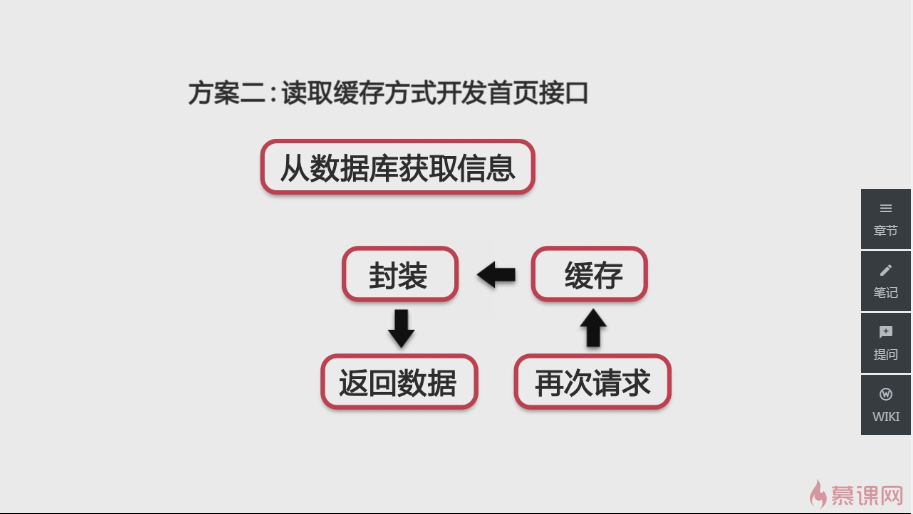 方案二:读取缓存方式开发首页接口
从数据库获取信息
封装
缓存
返回数据
再次请求
章节
笔记
提问
WIKI
慕课网